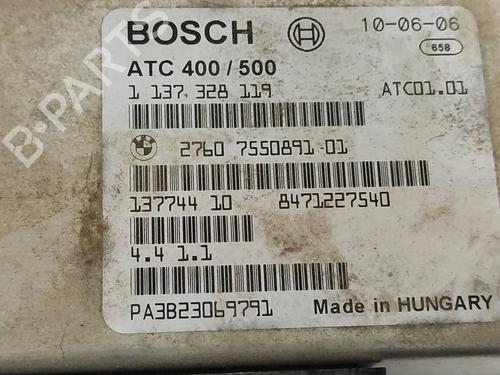 BOSCH 10-06-06
658
ATC 400 / 500
1 137 328 119 ATC01.01
2760 7550891 01
137744 10 8471227540
4.4 1.1
PA3B23069791 Made in HUNGARY
B-PARTS